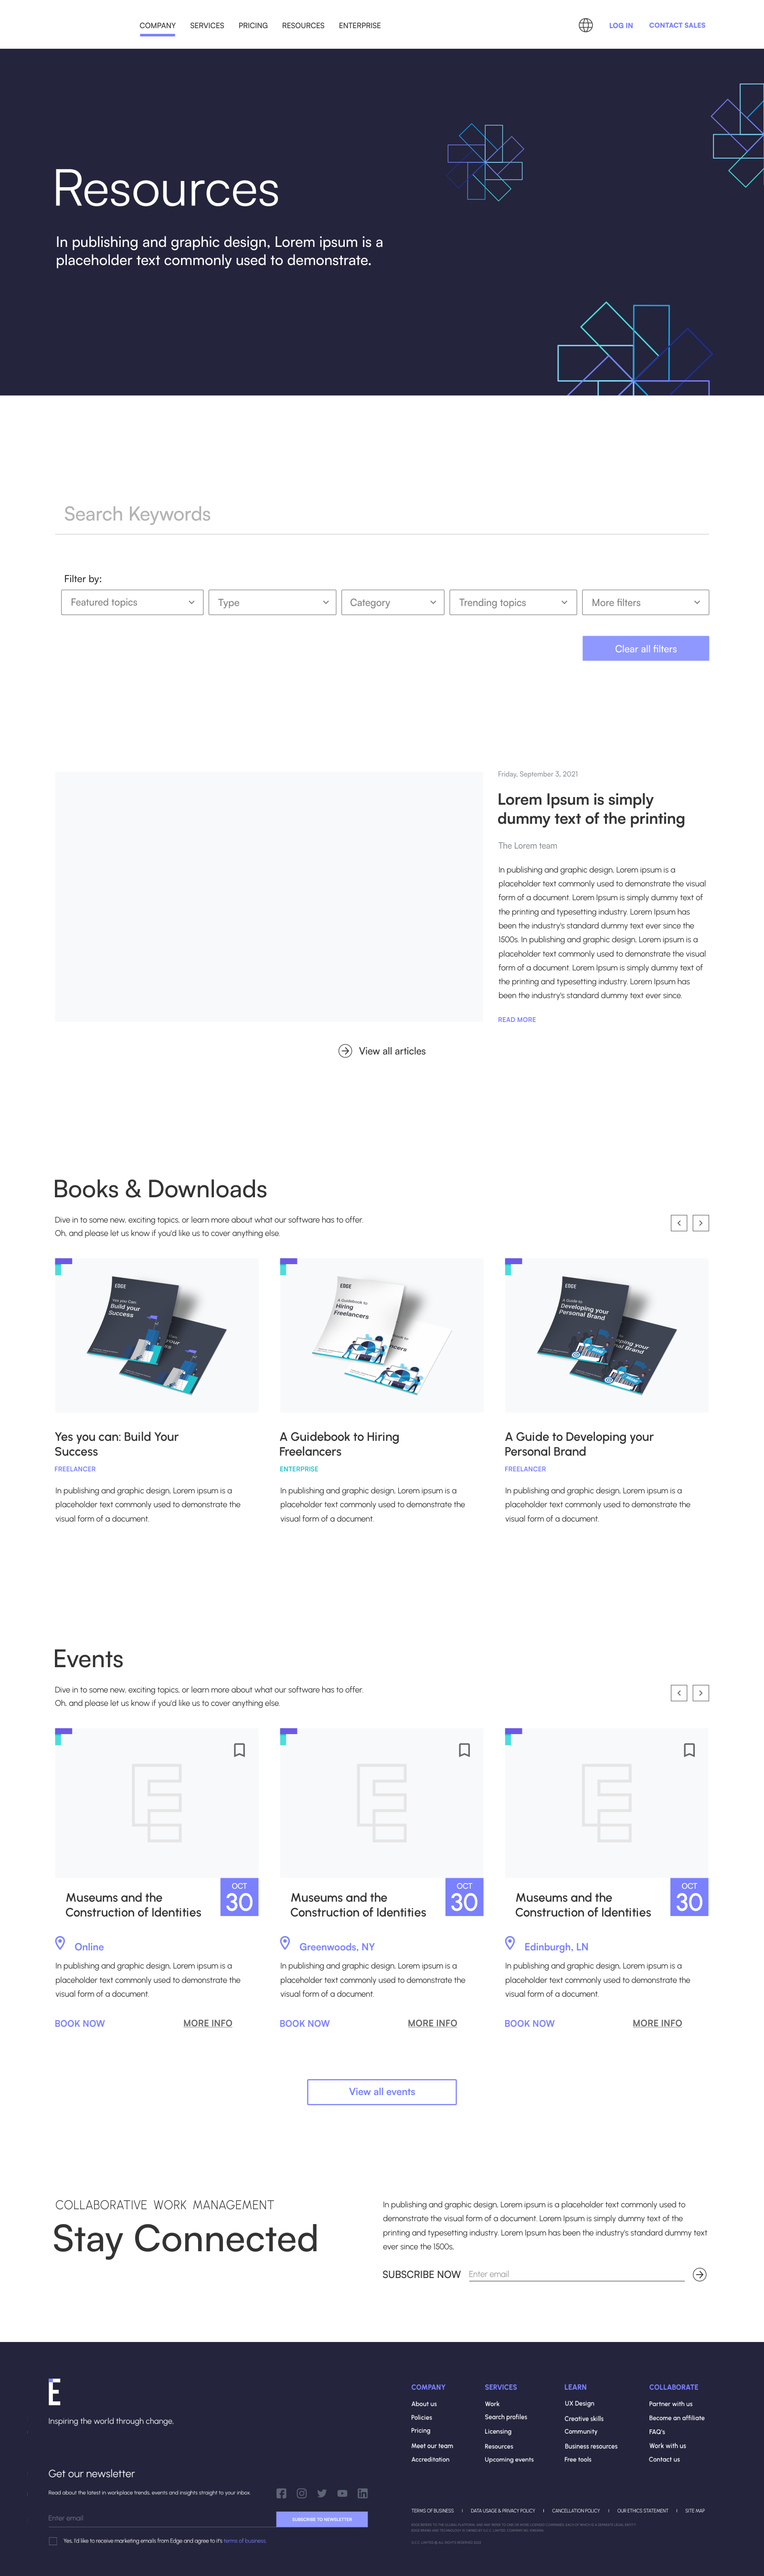 COMPANY SERVICES PRICING RESOURCES ENTERPRISE LOG IN CONTACT SALES
Resources
In publishing and graphic design, Lorem ipsum is a
placeholder text commonly used to demonstrate.
Search Keywords
Filter by:
Featured topics Type Category Trending topics More filters
Clear all filters
Friday, September 3, 2021
Lorem Ipsum is simply
dummy text of the printing
The Lorem team
In publishing and graphic design, Lorem ipsum is a
placeholder text commonly used to demonstrate the visual
form of a document. Lorem Ipsum is simply dummy text of
the printing and typesetting industry. Lorem Ipsum has
been the industry's standard dummy text ever since the
1500s. In publishing and graphic design, Lorem ipsum is a
placeholder text commonly used to demonstrate the visual
form of a document. Lorem Ipsum is simply dummy text of
the printing and typesetting industry. Lorem Ipsum has
been the industry's standard dummy text ever since.
READ MORE
View all articles
Books & Downloads
Dive in to some new, exciting topics, or learn more about what our software has to offer.
Oh, and please let us know if you'd like us to cover anything else.
EDGE
Yes you Can:
Build your
Success
EDGE
A Guidebook to
Hiring
Freelancers
EDGE
A Guide to
Developing your
Personal Brand
Yes you can: Build Your
Success
FREELANCER
In publishing and graphic design, Lorem ipsum is a
placeholder text commonly used to demonstrate the
visual form of a document.
A Guidebook to Hiring
Freelancers
ENTERPRISE
In publishing and graphic design, Lorem ipsum is a
placeholder text commonly used to demonstrate the
visual form of a document.
A Guide to Developing your
Personal Brand
FREELANCER
In publishing and graphic design, Lorem ipsum is a
placeholder text commonly used to demonstrate the
visual form of a document.
Events
Dive in to some new, exciting topics, or learn more about what our software has to offer.
Oh, and please let us know if you'd like us to cover anything else.
OCT
30
Museums and the
Construction of Identities
Online
In publishing and graphic design, Lorem ipsum is a
placeholder text commonly used to demonstrate the
visual form of a document.
BOOK NOW MORE INFO
OCT
30
Museums and the
Construction of Identities
Greenwoods, NY
In publishing and graphic design, Lorem ipsum is a
placeholder text commonly used to demonstrate the
visual form of a document.
BOOK NOW MORE INFO
OCT
30
Museums and the
Construction of Identities
Edinburgh, LN
In publishing and graphic design, Lorem ipsum is a
placeholder text commonly used to demonstrate the
visual form of a document.
BOOK NOW MORE INFO
View all events
COLLABORATIVE WORK MANAGEMENT
Stay Connected
In publishing and graphic design, Lorem ipsum is a placeholder text commonly used to
demonstrate the visual form of a document. Lorem Ipsum is simply dummy text of the
printing and typesetting industry. Lorem Ipsum has been the industry's standard dummy text
ever since the 1500s,
SUBSCRIBE NOW Enter email
E
Inspiring the world through change.
Get our newsletter
Read about the latest in workplace trends, events and insights straight to your inbox.
Enter email
SUBSCRIBE TO NEWSLETTER
Yes, I'd like to receive marketing emails from Edge and agree to it's terms of business.
COMPANY
About us
Policies
Pricing
Meet our team
Accreditation
SERVICES
Work
Search profiles
Licensing
Resources
Upcoming events
LEARN
UX Design
Creative skills
Community
Business resources
Free tools
COLLABORATE
Partner with us
Become an affiliate
FAQ's
Work with us
Contact us
TERMS OF BUSINESS | DATA USAGE & PRIVACY POLICY | CANCELLATION POLICY | OUR ETHICS STATEMENT | SITE MAP